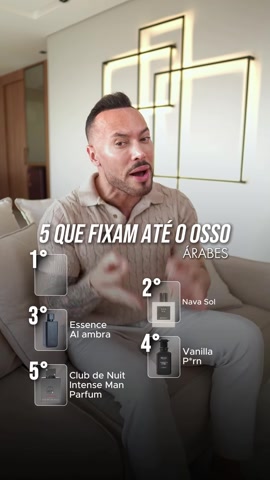 5 QUE FIXAM ATÉ O OSSO
ÁRABES
1°
2°
Nava Sol
3°
Essence
Al ambra
4°
Vanilla
P*rn
5°
Club de Nuit
Intense Man
Parfum